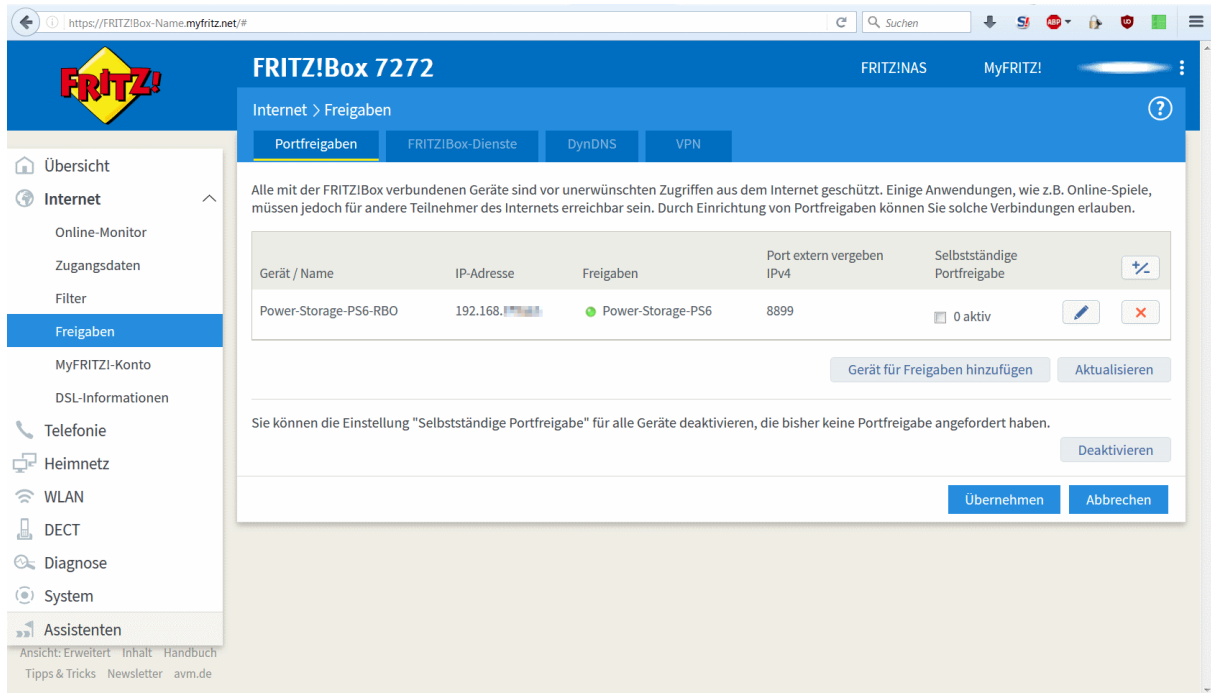 https://FRITZ!Box-Name.myfritz.net/#
Suchen
S!
ABP
FRITZ!
FRITZ!Box 7272
FRITZ!NAS
MyFRITZ!
Internet > Freigaben
?
Portfreigaben
FRITZ!Box-Dienste
DynDNS
VPN
Übersicht
Internet
Online-Monitor
Zugangsdaten
Filter
Freigaben
MyFRITZ!-Konto
DSL-Informationen
Telefonie
Heimnetz
WLAN
DECT
Diagnose
System
Assistenten
Ansicht: Erweitert Inhalt Handbuch
Tipps & Tricks Newsletter avm.de
Alle mit der FRITZ!Box verbundenen Geräte sind vor unerwünschten Zugriffen aus dem Internet geschützt. Einige Anwendungen, wie z.B. Online-Spiele,
müssen jedoch für andere Teilnehmer des Internets erreichbar sein. Durch Einrichtung von Portfreigaben können Sie solche Verbindungen erlauben.
Gerät / Name
IP-Adresse
Freigaben
Port extern vergeben
IPv4
Selbstständige
Portfreigabe
+/-
Power-Storage-PS6-RBO
192.168.
Power-Storage-PS6
8899
0 aktiv
Gerät für Freigaben hinzufügen
Aktualisieren
Sie können die Einstellung "Selbstständige Portfreigabe" für alle Geräte deaktivieren, die bisher keine Portfreigabe angefordert haben.
Deaktivieren
Übernehmen
Abbrechen